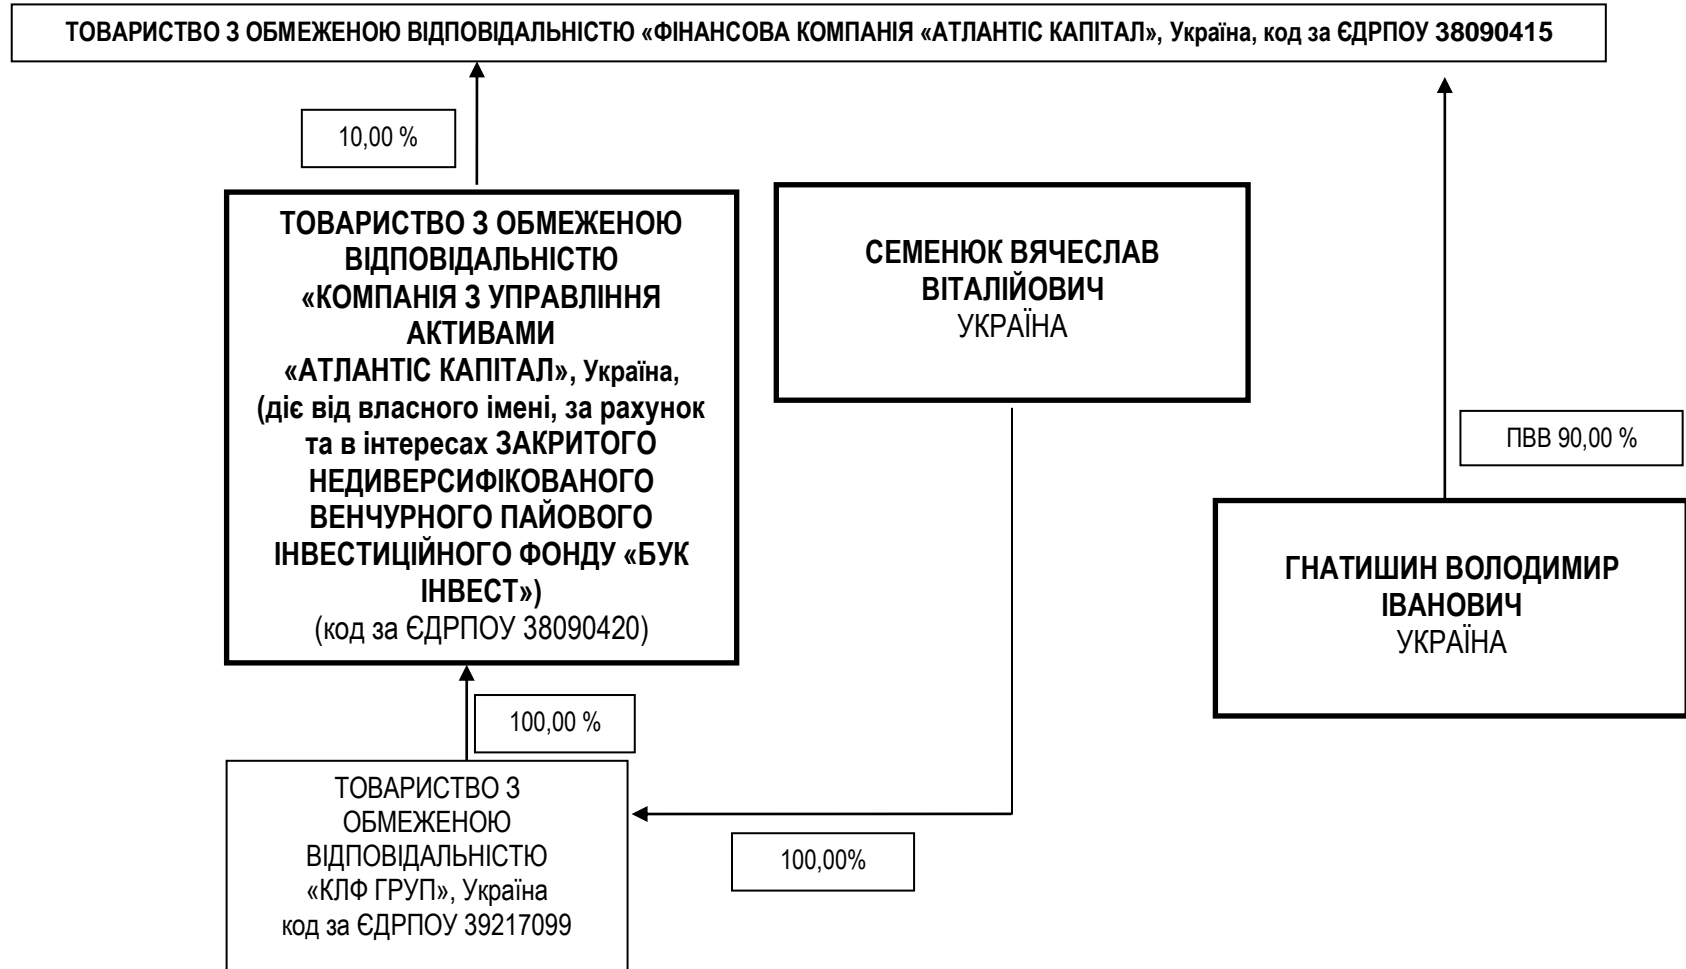 ТОВАРИСТВО З ОБМЕЖЕНОЮ ВІДПОВІДАЛЬНІСТЮ «ФІНАНСОВА КОМПАНІЯ «АТЛАНТІС КАПІТАЛ», Україна, код за ЄДРПОУ 38090415
10,00 %
ТОВАРИСТВО З ОБМЕЖЕНОЮ
ВІДПОВІДАЛЬНІСТЮ
«КОМПАНІЯ З УПРАВЛІННЯ
АКТИВАМИ
«АТЛАНТІС КАПІТАЛ», Україна,
(діє від власного імені, за рахунок
та в інтересах ЗАКРИТОГО
НЕДИВЕРСИФІКОВАНОГО
ВЕНЧУРНОГО ПАЙОВОГО
ІНВЕСТИЦІЙНОГО ФОНДУ «БУК
ІНВЕСТ»)
(код за ЄДРПОУ 38090420)
СЕМЕНЮК ВЯЧЕСЛАВ
ВІТАЛІЙОВИЧ
УКРАЇНА
ПВВ 90,00 %
ГНАТИШИН ВОЛОДИМИР
ІВАНОВИЧ
УКРАЇНА
100,00 %
ТОВАРИСТВО З
ОБМЕЖЕНОЮ
ВІДПОВІДАЛЬНІСТЮ
«КЛФ ГРУП», Україна
код за ЄДРПОУ 39217099
100,00%